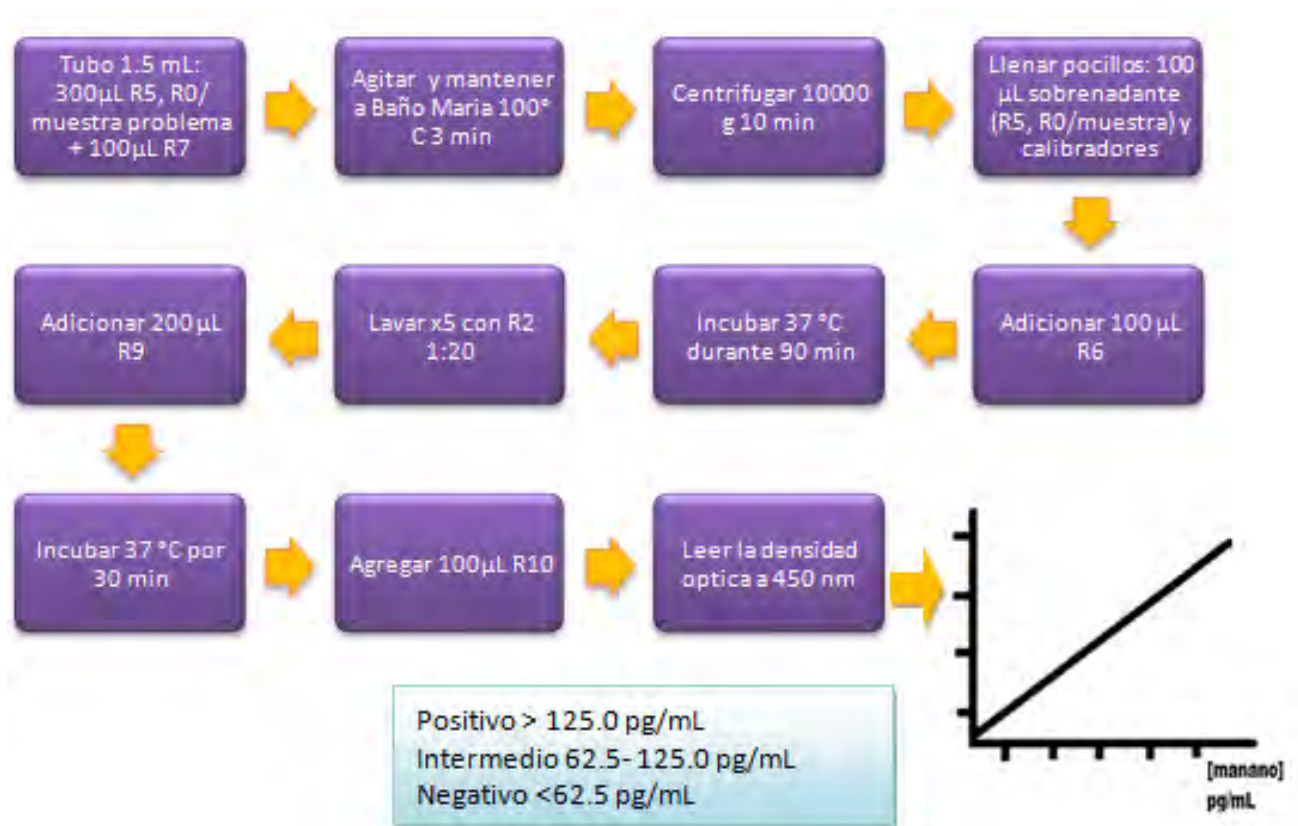 Tubo 1.5 mL:
300µL R5, R0/
muestra problema
+ 100µL R7
Agitar y mantener
a Baño Maria 100°
C 3 min
Centrifugar 10000
g 10 min
Llenar pocillos: 100
µL sobrenadante
(R5, R0/muestra) y
calibradores
Adicionar 100 µL
R6
Incubar 37 °C
durante 90 min
Lavar x5 con R2
1:20
Adicionar 200 µL
R9
Incubar 37 °C por
30 min
Agregar 100µL R10
Leer la densidad
optica a 450 nm
[manano]
pg/mL
Positivo > 125.0 pg/mL
Intermedio 62.5- 125.0 pg/mL
Negativo <62.5 pg/mL